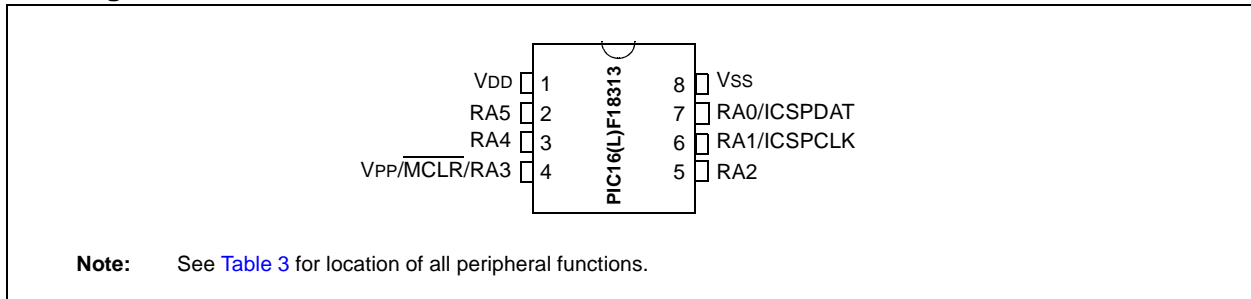 VDD 1 8 VSS
RA5 2 7 RA0/ICSPDAT
RA4 3 6 RA1/ICSPCLK
VPP/MCLR/RA3 4 5 RA2
PIC16(L)F18313
Note: See Table 3 for location of all peripheral functions.